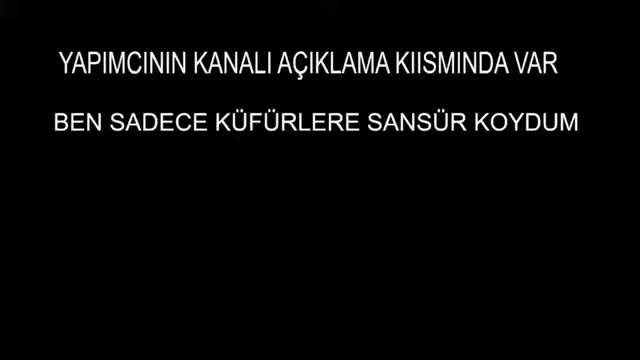 YAPIMCININ KANALI AÇIKLAMA KIISMINDA VAR
BEN SADECE KÜFÜRLERE SANSÜR KOYDUM